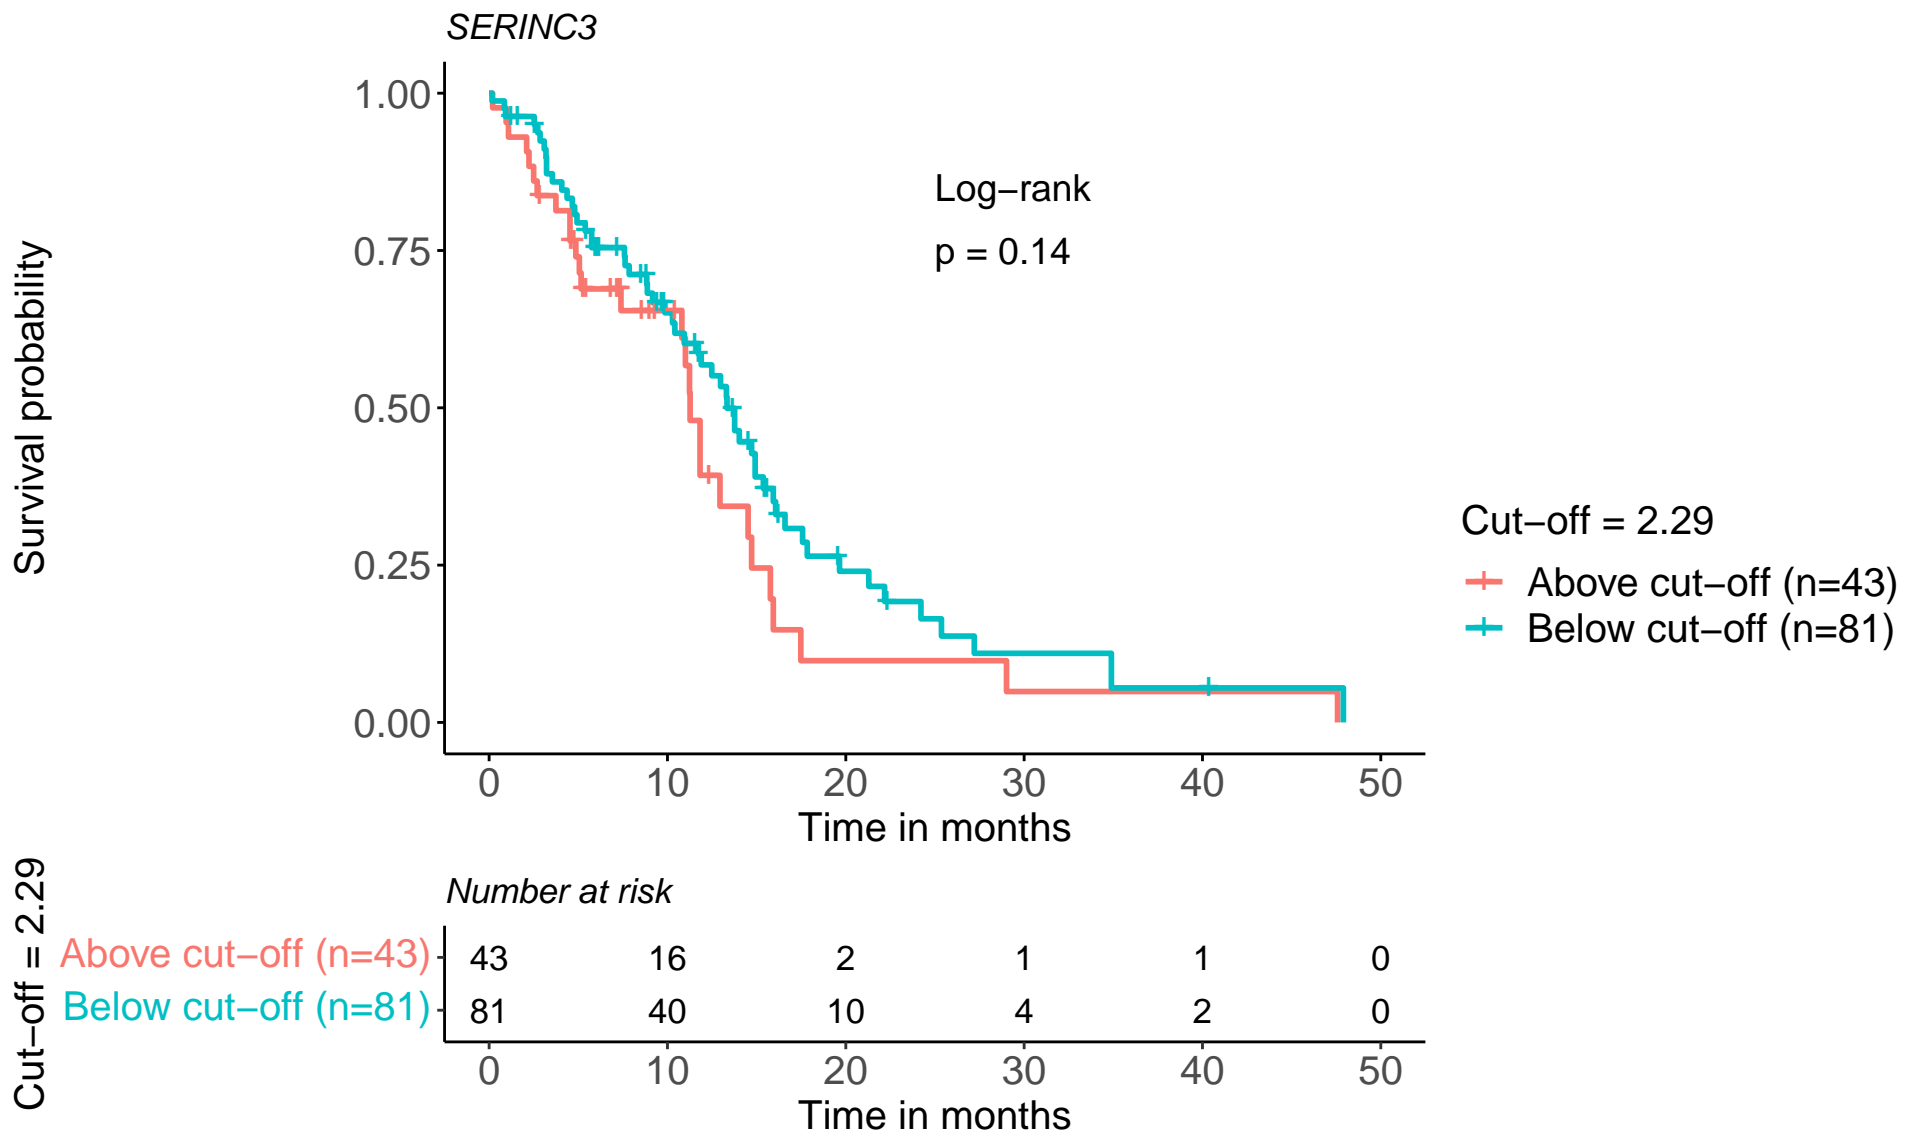 SERINC3
Survival probability
1.00
0.75
0.50
0.25
0.00
Log−rank
p = 0.14
0 10 20 30 40 50
Time in months
Cut−off = 2.29
Above cut−off (n=43)
Below cut−off (n=81)
Number at risk
Cut−off = 2.29
Above cut−off (n=43) 43 16 2 1 1 0
Below cut−off (n=81) 81 40 10 4 2 0
0 10 20 30 40 50
Time in months